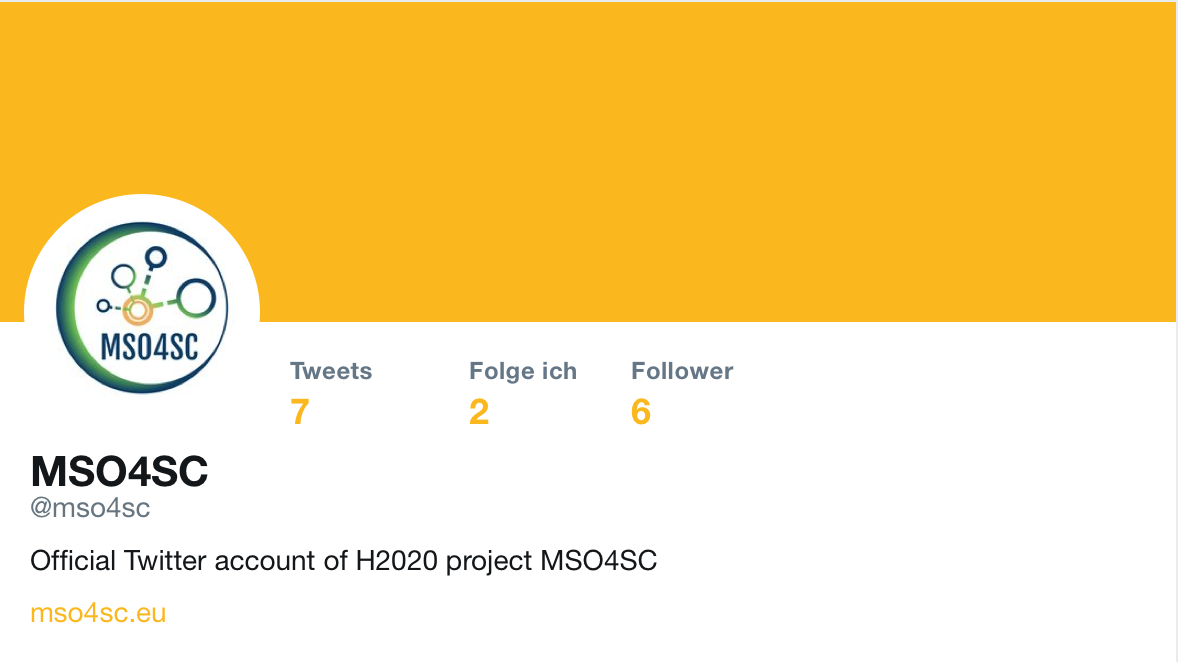 MSO4SC
Tweets Folge ich Follower
7 2 6
MSO4SC
@mso4sc
Official Twitter account of H2020 project MSO4SC
mso4sc.eu